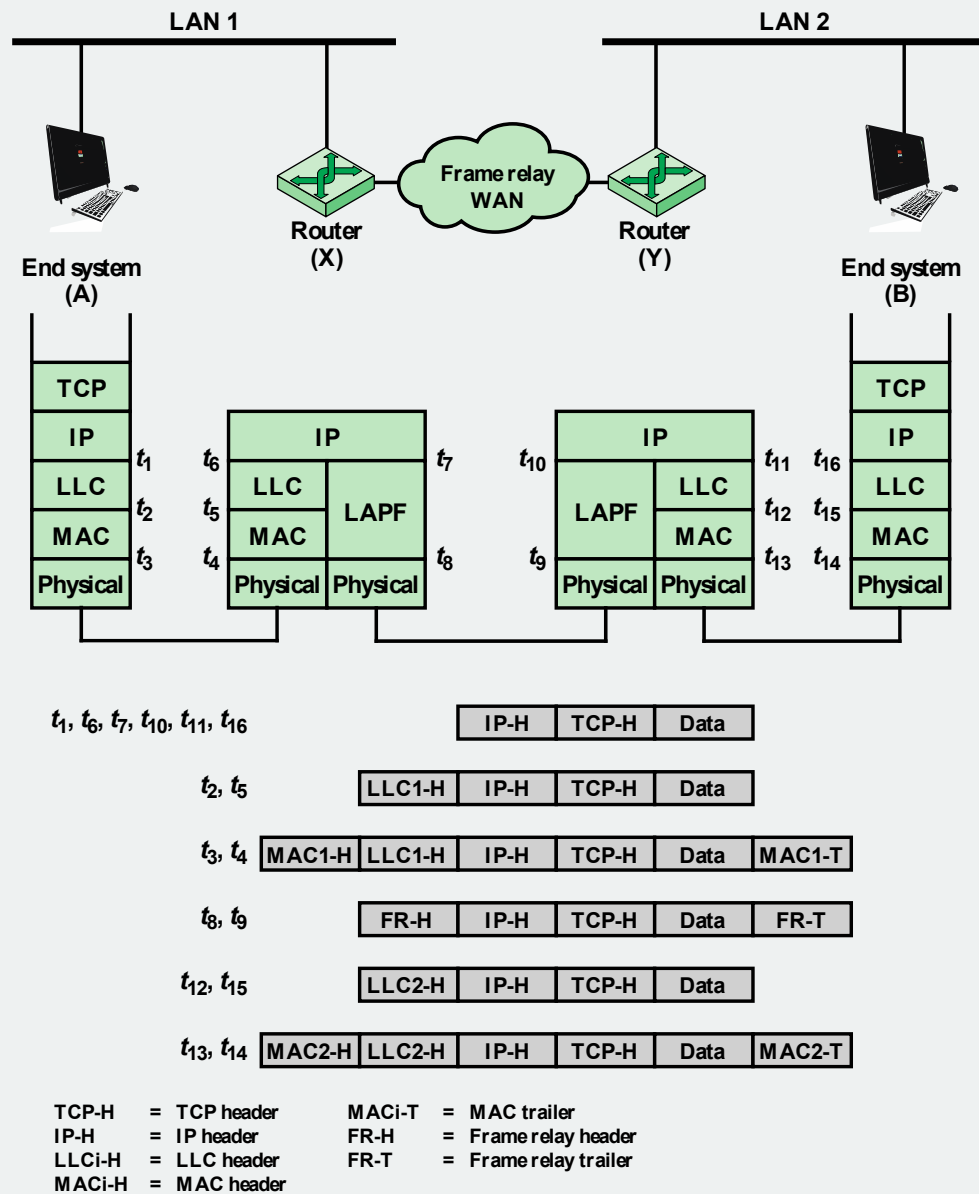 LAN 1 LAN 2
Frame relay
WAN
Router
(X)
Router
(Y)
End system
(A)
End system
(B)
TCP TCP
IP IP IP IP
t1 t6 t7 t10 t11 t16
LLC LLC LAPF LAPF LLC LLC
t2 t5 t12 t15
MAC MAC MAC MAC
t3 t4 t8 t9 t13 t14
Physical Physical Physical Physical Physical Physical
t1, t6, t7, t10, t11, t16 IP-H TCP-H Data
t2, t5 LLC1-H IP-H TCP-H Data
t3, t4 MAC1-H LLC1-H IP-H TCP-H Data MAC1-T
t8, t9 FR-H IP-H TCP-H Data FR-T
t12, t15 LLC2-H IP-H TCP-H Data
t13, t14 MAC2-H LLC2-H IP-H TCP-H Data MAC2-T
TCP-H = TCP header MACi-T = MAC trailer
IP-H = IP header FR-H = Frame relay header
LLCi-H = LLC header FR-T = Frame relay trailer
MACi-H = MAC header